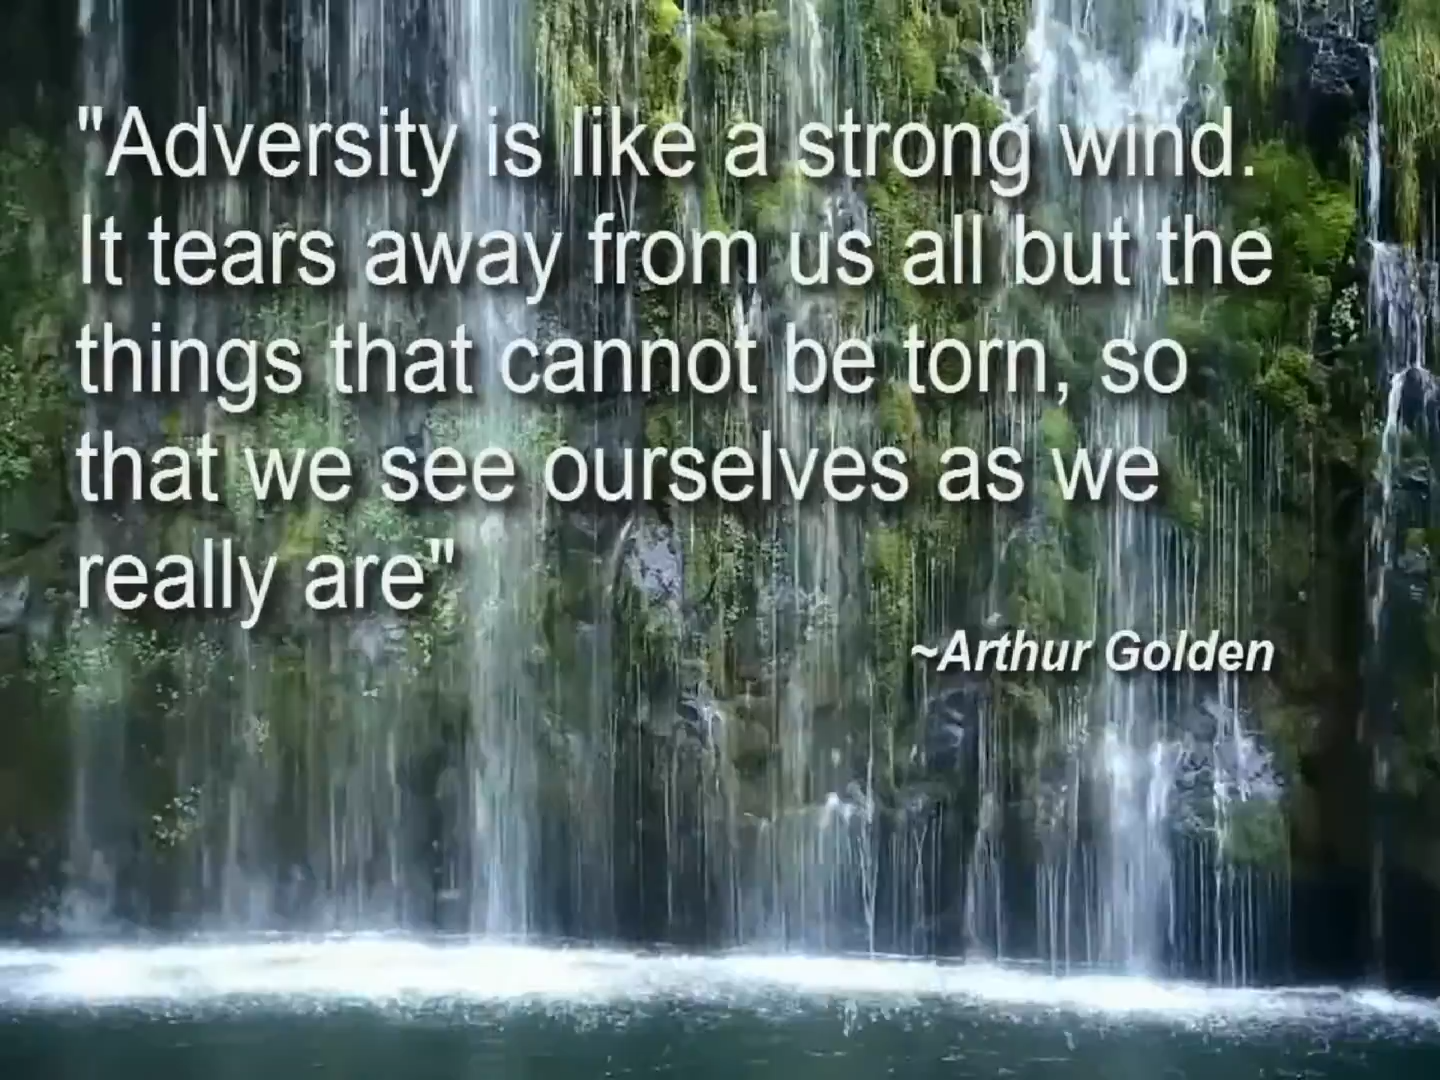 "Adversity is like a strong wind.
It tears away from us all but the
things that cannot be torn, so
that we see ourselves as we
really are"
~Arthur Golden